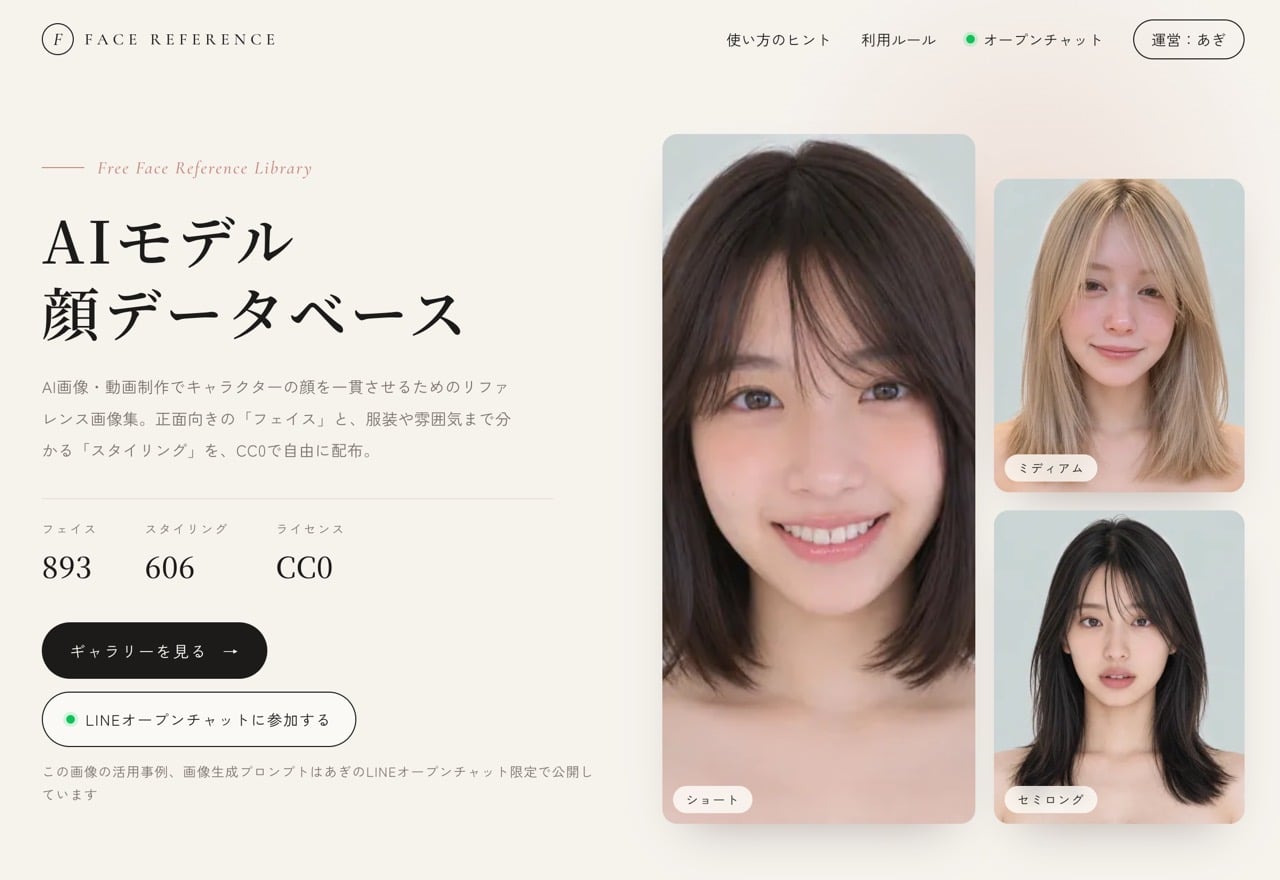 F FACE REFERENCE
使い方のヒント
利用ルール
オープンチャット
運営：あぎ
Free Face Reference Library
AIモデル
顔データベース
AI画像・動画制作でキャラクターの顔を一貫させるためのリファ
レンス画像集。正面向きの「フェイス」と、服装や雰囲気まで分
かる「スタイリング」を、CC0で自由に配布。
フェイス
893
スタイリング
606
ライセンス
CC0
ギャラリーを見る →
LINEオープンチャットに参加する
この画像の活用事例、画像生成プロンプトはあぎのLINEオープンチャット限定で公開し
ています
ショート
ミディアム
セミロング